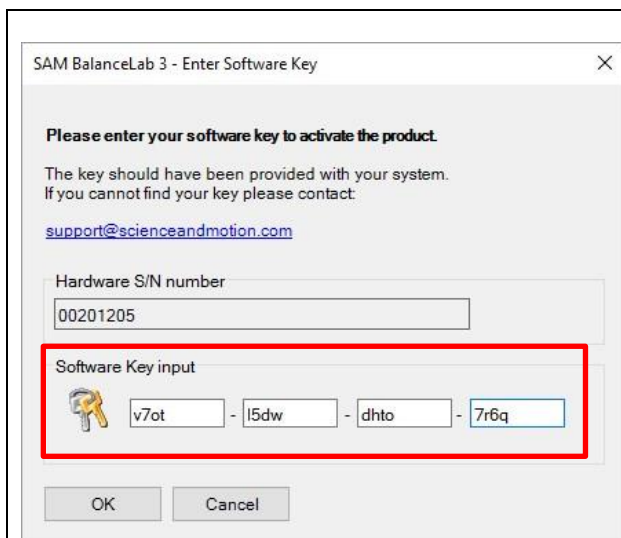 SAM BalanceLab 3 - Enter Software Key
Please enter your software key to activate the product.
The key should have been provided with your system.
If you cannot find your key please contact:
support@scienceandmotion.com
Hardware S/N number
00201205
Software Key input
v7ot - l5dw - dhto - 7r6q
OK Cancel